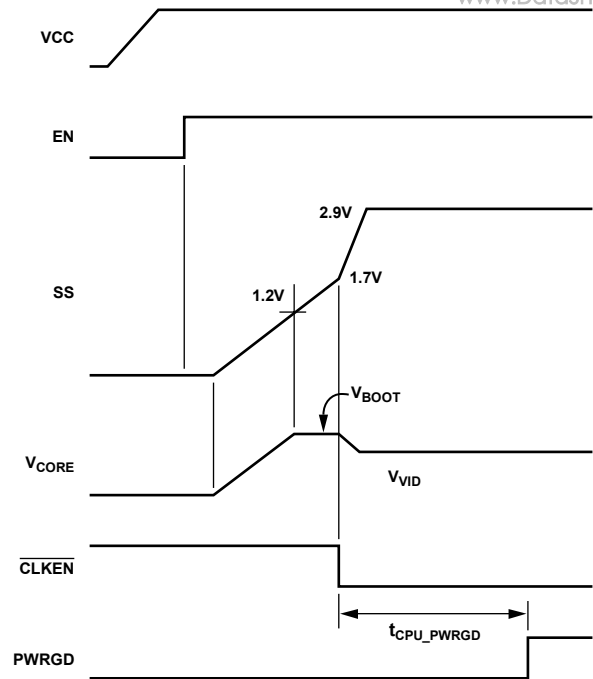 VCC
EN
2.9V
SS
1.2V
1.7V
VBOOT
VCORE
VVID
CLKEN
tCPU_PWRGD
PWRGD